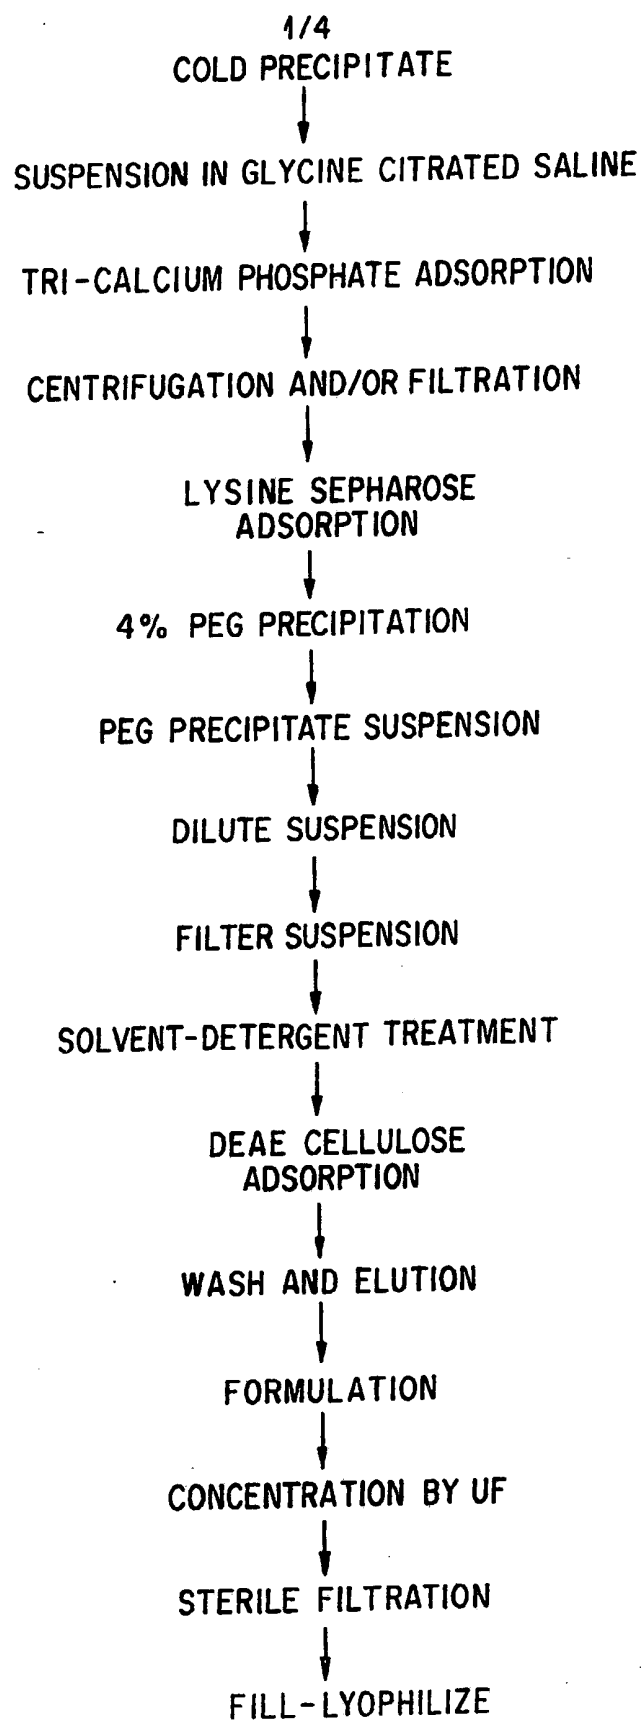 1/4
COLD PRECIPITATE
SUSPENSION IN GLYCINE CITRATED SALINE
TRI-CALCIUM PHOSPHATE ADSORPTION
CENTRIFUGATION AND/OR FILTRATION
LYSINE SEPHAROSE
ADSORPTION
4% PEG PRECIPITATION
PEG PRECIPITATE SUSPENSION
DILUTE SUSPENSION
FILTER SUSPENSION
SOLVENT-DETERGENT TREATMENT
DEAE CELLULOSE
ADSORPTION
WASH AND ELUTION
FORMULATION
CONCENTRATION BY UF
STERILE FILTRATION
FILL-LYOPHILIZE